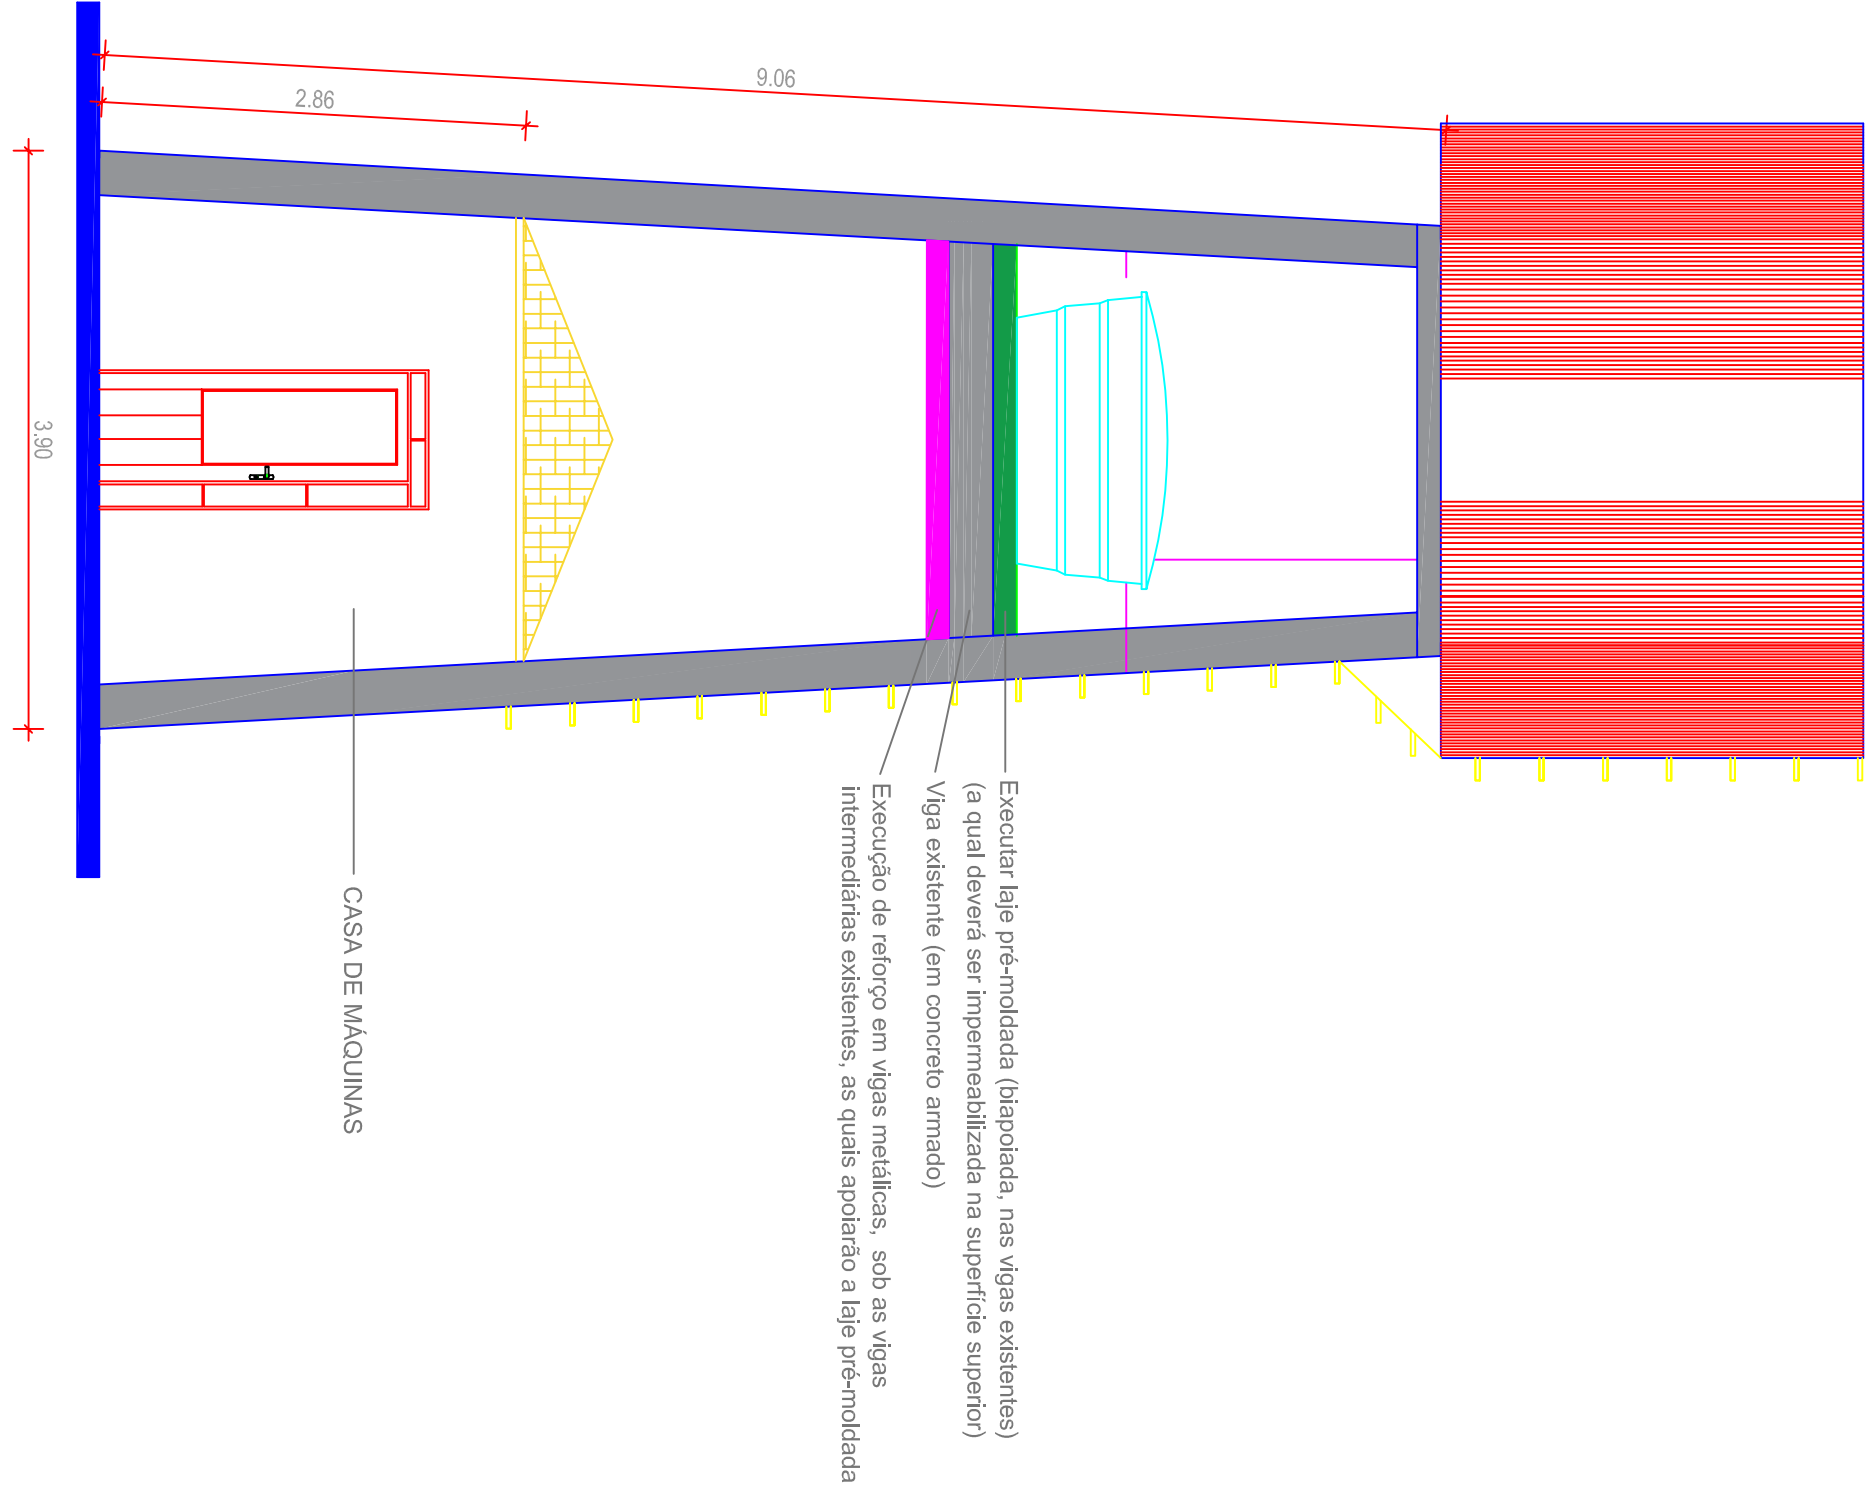 9.06
2.86
3.90
Executar laje pré-moldada (biapoiada, nas vigas existentes)
(a qual deverá ser impermeabilizada na superfície superior)
Viga existente (em concreto armado)
Execução de reforço em vigas metálicas, sob as vigas
intermediárias existentes, as quais apoiarão a laje pré-moldada
CASA DE MÁQUINAS